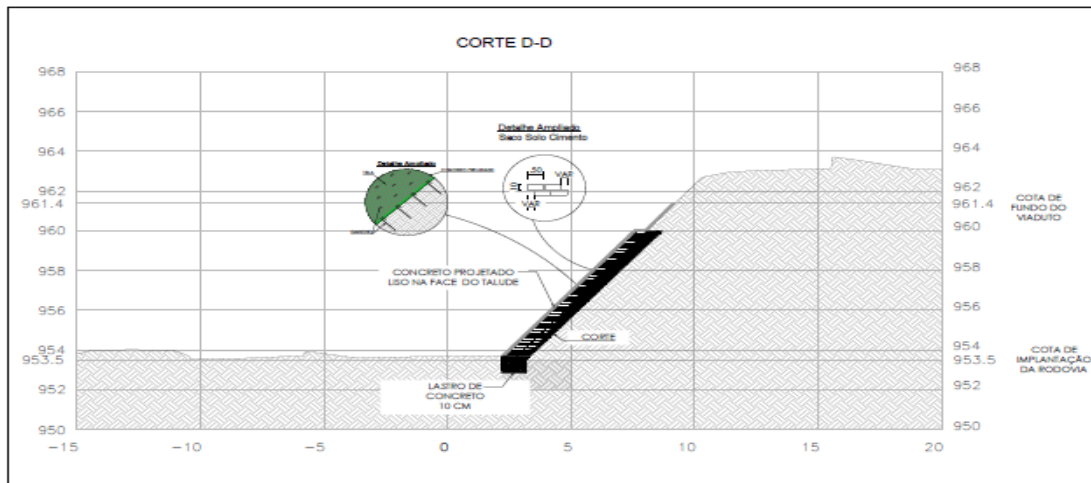 CORTE D-D
968
966
964
962
961.4
960
958
956
954
953.5
952
950
968
966
964
962
961.4
960
958
956
954
953.5
952
950
COTA DE
FUNDO DO
VIADUTO
COTA DE
IMPLANTAÇÃO
DA RODOVIA
Detalhe Ampliado
Saco Solo Cimento
50
VAR
10
VAR
Detalhe Ampliado
CONCRETO PROJETADO
LISO NA FACE DO TALUDE
CORTE
LASTRO DE
CONCRETO
10 CM
-15
-10
-5
0
5
10
15
20